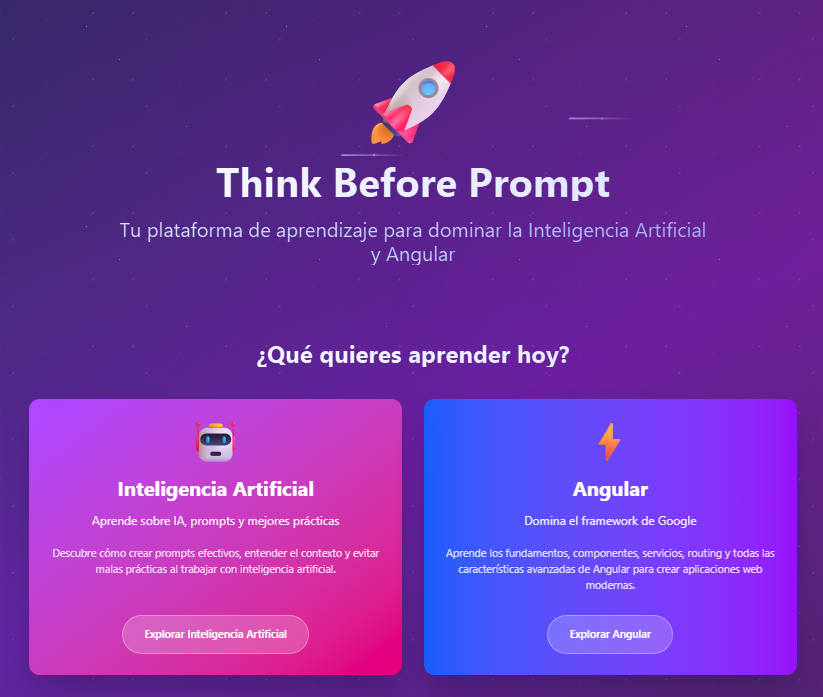 Think Before Prompt
Tu plataforma de aprendizaje para dominar la Inteligencia Artificial
y Angular
¿Qué quieres aprender hoy?
Inteligencia Artificial
Aprende sobre IA, prompts y mejores prácticas
Descubre cómo crear prompts efectivos, entender el contexto y evitar
malas prácticas al trabajar con inteligencia artificial.
Explorar Inteligencia Artificial
Angular
Domina el framework de Google
Aprende los fundamentos, componentes, servicios, routing y todas las
características avanzadas de Angular para crear aplicaciones web
modernas.
Explorar Angular